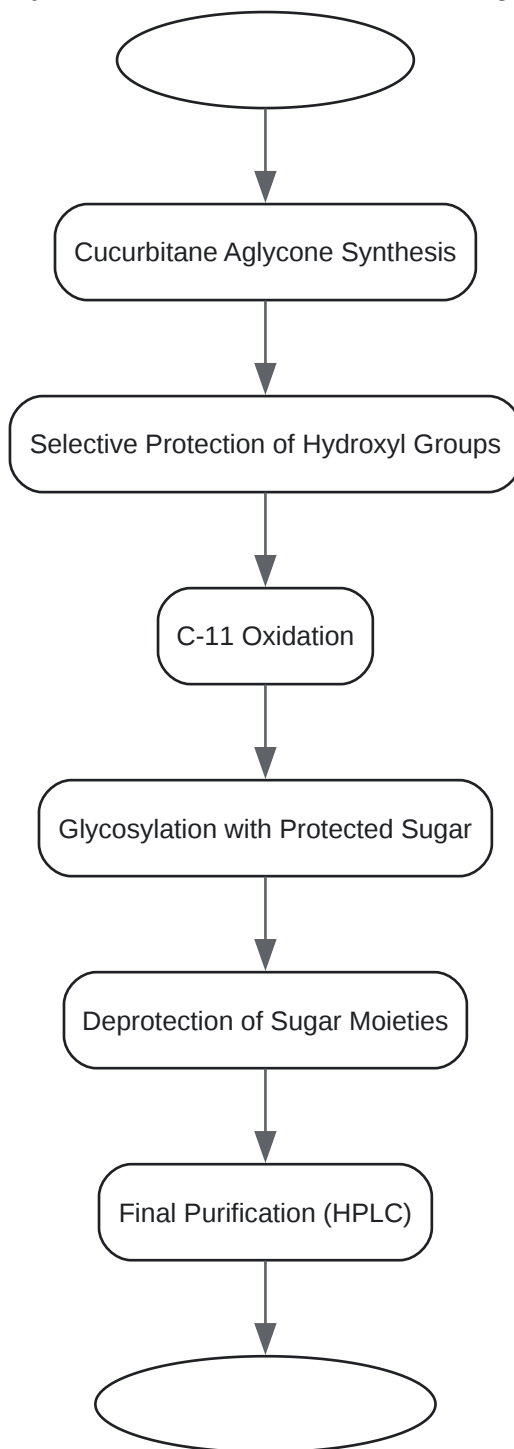 Cucurbitane Aglycone Synthesis
Selective Protection of Hydroxyl Groups
C-11 Oxidation
Glycosylation with Protected Sugar
Deprotection of Sugar Moieties
Final Purification (HPLC)